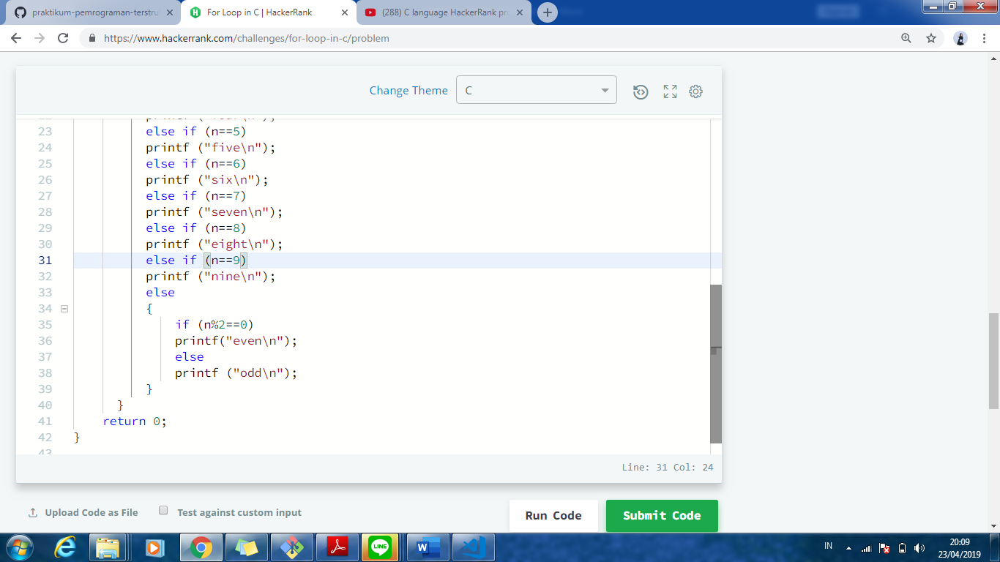 praktikum-pemrograman-terstru
For Loop in C | HackerRank
(288) C language HackerRank pro
https://www.hackerrank.com/challenges/for-loop-in-c/problem
Change Theme
C
23 else if (n==5)
24 printf ("five\n");
25 else if (n==6)
26 printf ("six\n");
27 else if (n==7)
28 printf ("seven\n");
29 else if (n==8)
30 printf ("eight\n");
31 else if (n==9)
32 printf ("nine\n");
33 else
34 {
35 if (n%2==0)
36 printf("even\n");
37 else
38 printf ("odd\n");
39 }
40 }
41 return 0;
42 }
43
Line: 31 Col: 24
Upload Code as File
Test against custom input
Run Code
Submit Code
LINE
IN
20:09
23/04/2019